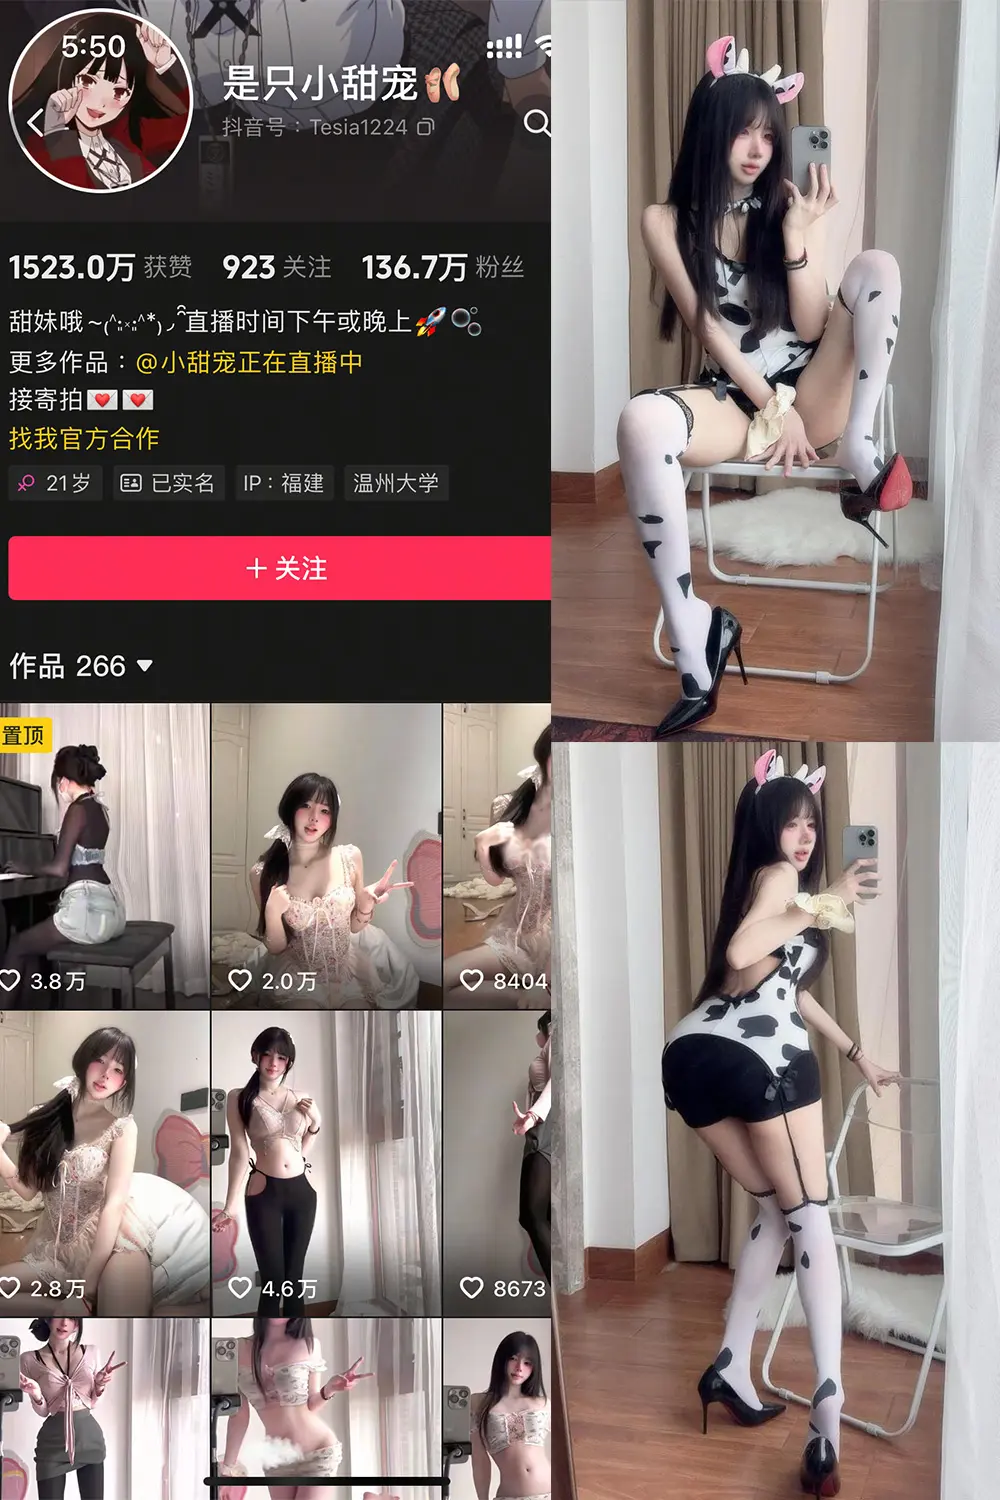 5:50
是只小甜宠
抖音号：Tesia1224
1523.0万 获赞 923 关注 136.7万 粉丝
甜妹哦~直播时间下午或晚上🚀🫧
更多作品：@小甜宠正在直播中
接寄拍💌💌
找我官方合作
21岁 已实名 IP：福建 温州大学
+ 关注
作品 266
置顶
3.8万 2.0万 8404
2.8万 4.6万 8673